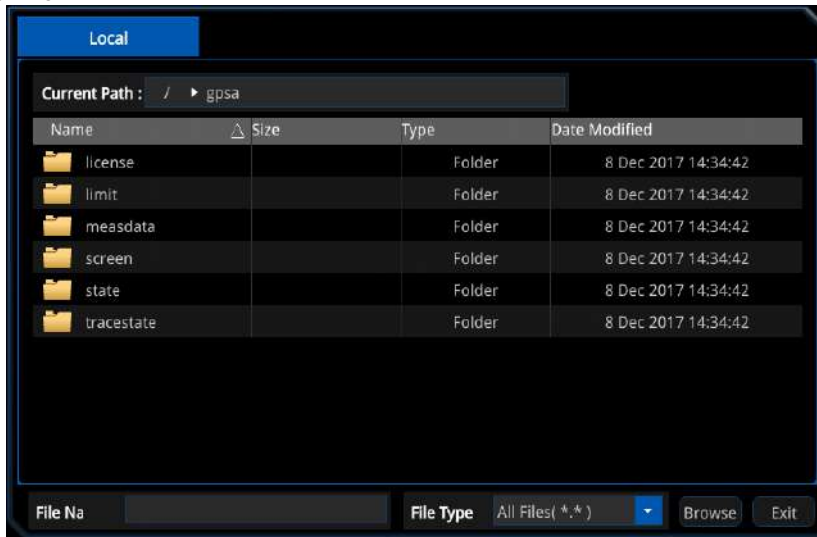 Local
Current Path : / ▸ gpsa
Name △ Size Type Date Modified
license Folder 8 Dec 2017 14:34:42
limit Folder 8 Dec 2017 14:34:42
measdata Folder 8 Dec 2017 14:34:42
screen Folder 8 Dec 2017 14:34:42
state Folder 8 Dec 2017 14:34:42
tracestate Folder 8 Dec 2017 14:34:42
File Na File Type All Files( *.* ) Browse Exit